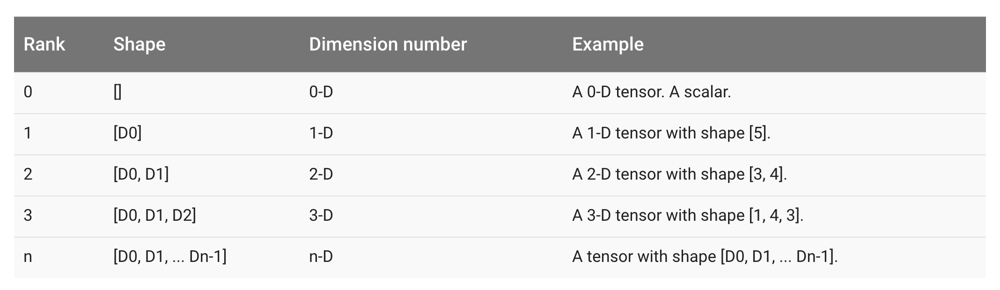 Rank Shape Dimension number Example
0 [] 0-D A 0-D tensor. A scalar.
1 [D0] 1-D A 1-D tensor with shape [5].
2 [D0, D1] 2-D A 2-D tensor with shape [3, 4].
3 [D0, D1, D2] 3-D A 3-D tensor with shape [1, 4, 3].
n [D0, D1, ... Dn-1] n-D A tensor with shape [D0, D1, ... Dn-1].